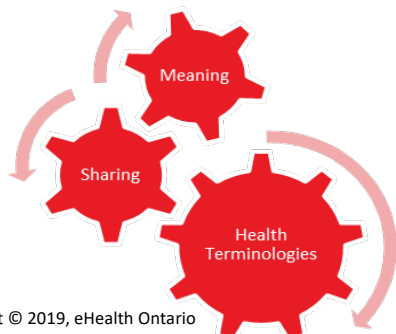 Meaning
Sharing
Health
Terminologies
© 2019, eHealth Ontario